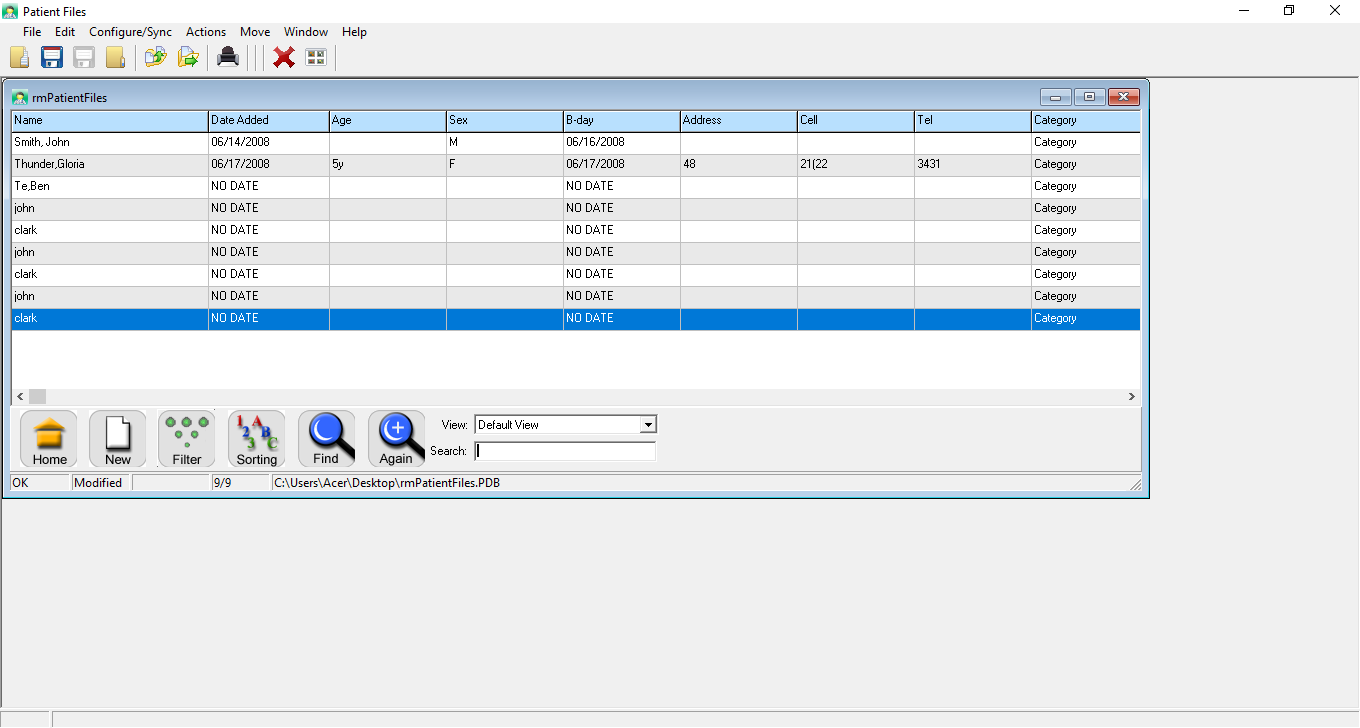 Patient Files
File Edit Configure/Sync Actions Move Window Help
rmPatientFiles
Name Date Added Age Sex B-day Address Cell Tel Category
Smith, John 06/14/2008 M 06/16/2008 Category
Thunder,Gloria 06/17/2008 5y F 06/17/2008 48 21(22 3431 Category
Te,Ben NO DATE NO DATE Category
john NO DATE NO DATE Category
clark NO DATE NO DATE Category
john NO DATE NO DATE Category
clark NO DATE NO DATE Category
john NO DATE NO DATE Category
clark NO DATE NO DATE Category
Home New Filter 1 2 3 A B C Sorting Find Again
View: Default View
Search:
OK Modified 9/9 C:\Users\Acer\Desktop\rmPatientFiles.PDB